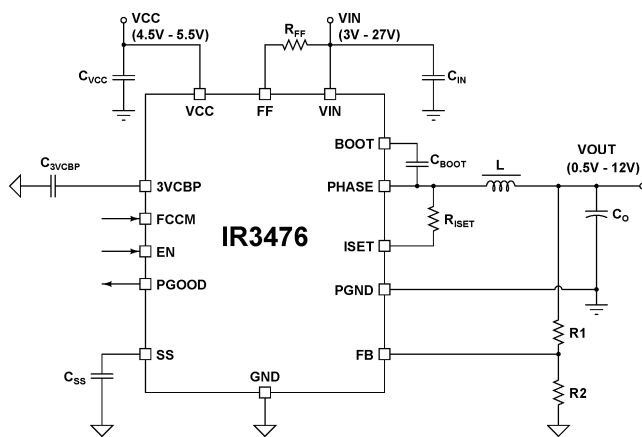 VCC
(4.5V - 5.5V)
RFF
VIN
(3V - 27V)
CVCC
CIN
VCC
FF
VIN
BOOT
CBOOT
L
VOUT
(0.5V - 12V)
C3VCBP
3VCBP
PHASE
FCCM
RISET
CO
IR3476
EN
ISET
PGOOD
PGND
R1
SS
FB
CSS
GND
R2